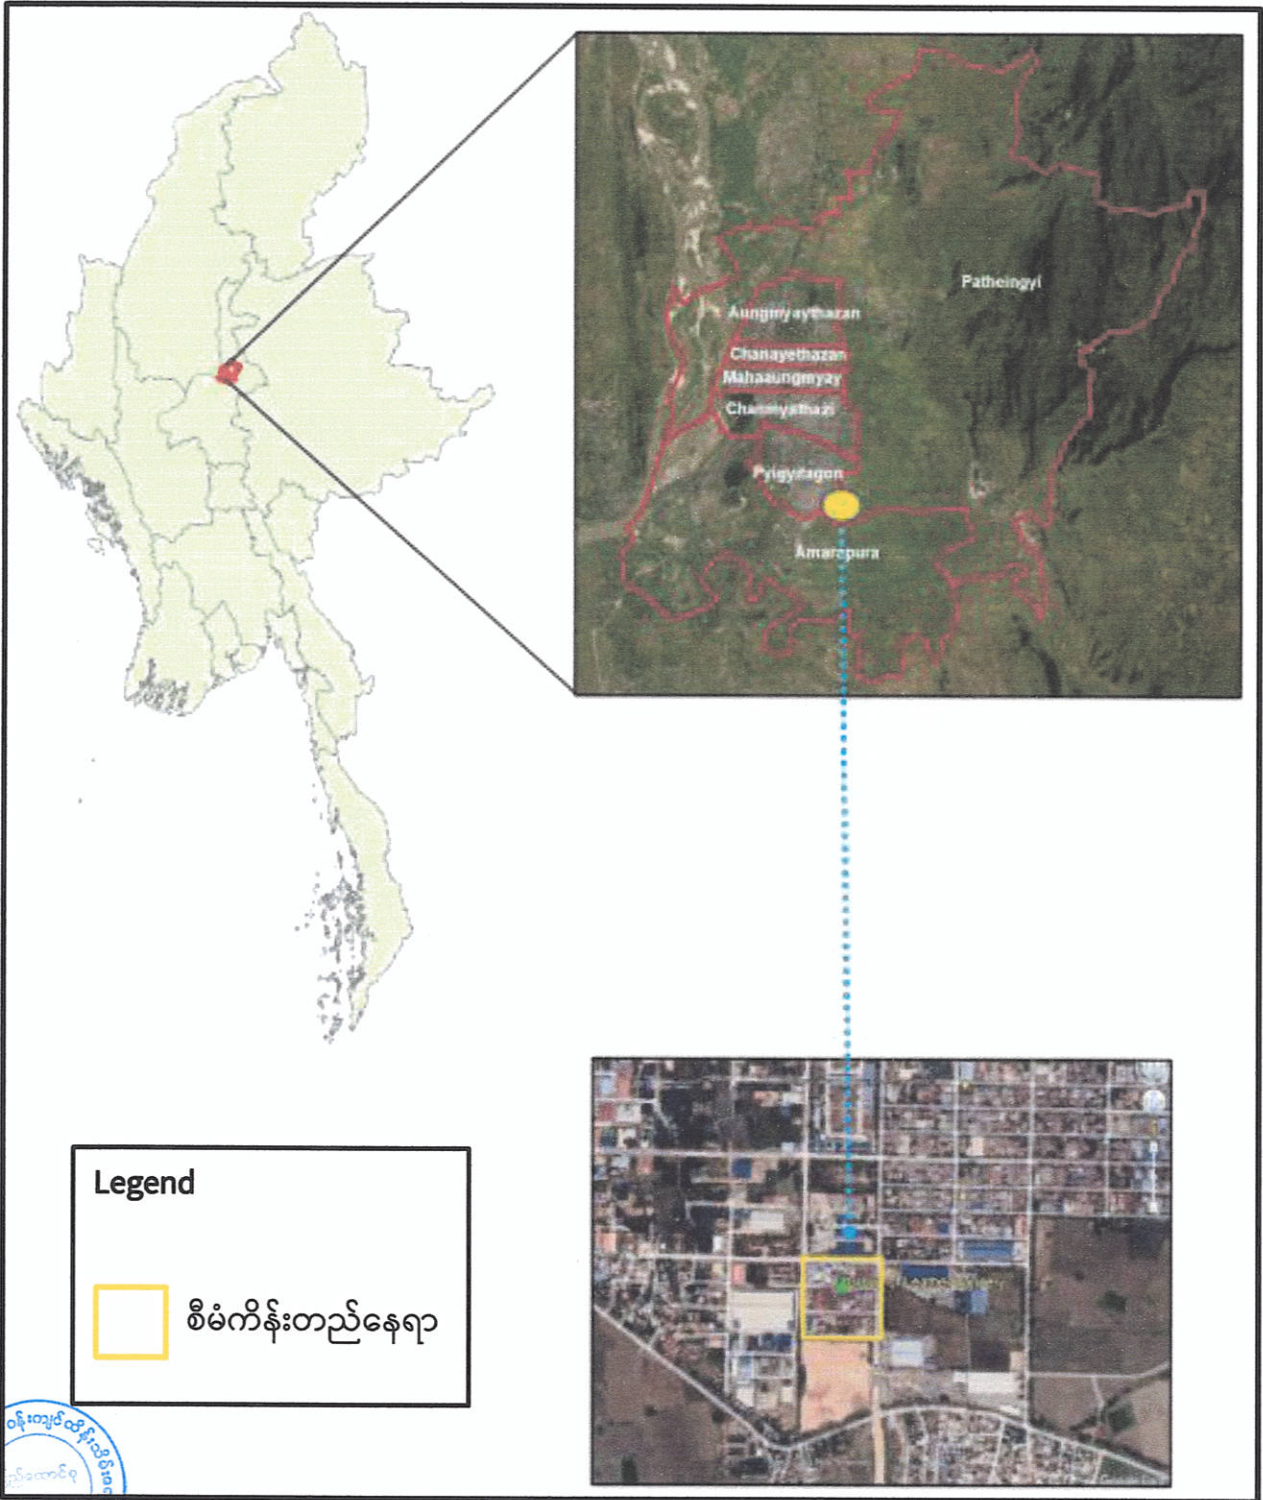 Patheingyi
Aungmyaythazan
Chanayethazan
Mahaaungmyay
Chanmyathazi
Pyigyitagon
Amarapura
Legend
စီမံကိန်းတည်နေရာ